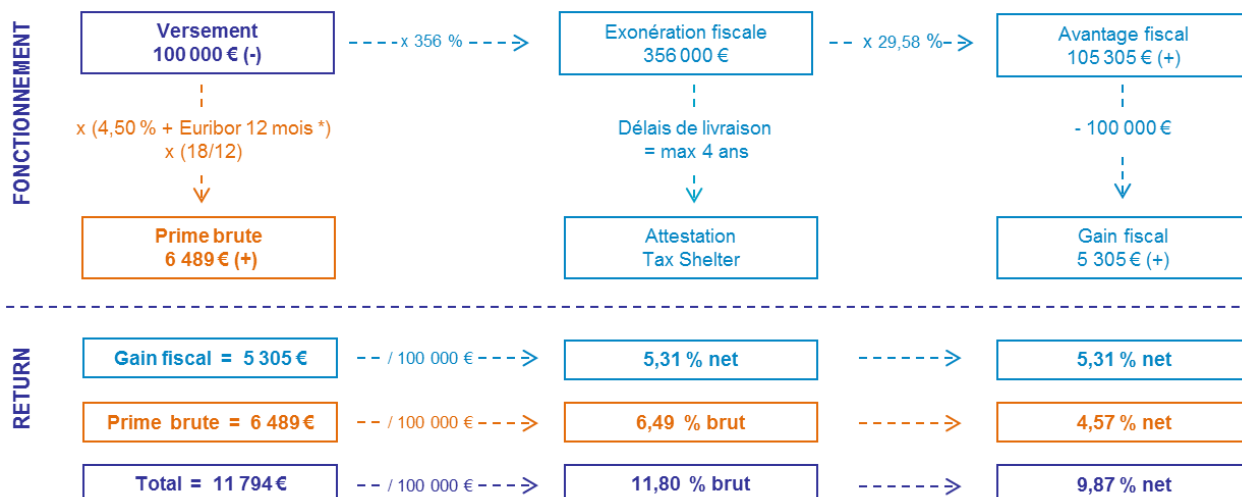 FONCTIONNEMENT
Versement
100 000 € (-)
x 356 %
Exonération fiscale
356 000 €
x 29,58 %
Avantage fiscal
105 305 € (+)
x (4,50 % + Euribor 12 mois *)
x (18/12)
Délais de livraison
= max 4 ans
- 100 000 €
Prime brute
6 489 € (+)
Attestation
Tax Shelter
Gain fiscal
5 305 € (+)
RETURN
Gain fiscal = 5 305 €
/ 100 000 €
5,31 % net
5,31 % net
Prime brute = 6 489 €
/ 100 000 €
6,49 % brut
4,57 % net
Total = 11 794 €
/ 100 000 €
11,80 % brut
9,87 % net